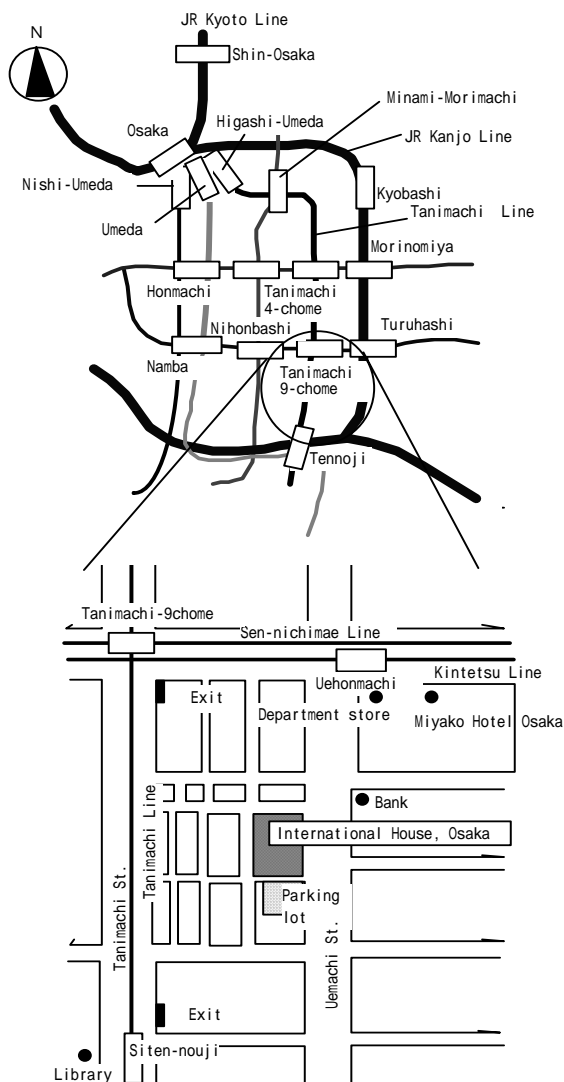 JR Kyoto Line
N
Shin-Osaka
Minami-Morimachi
Higashi-Umeda
Osaka
JR Kanjo Line
Nishi-Umeda
Kyobashi
Umeda
Tanimachi Line
Morinomiya
Honmachi
Tanimachi
4-chome
Nihonbashi
Turuhashi
Namba
Tanimachi
9-chome
Tennoji
Tanimachi-9chome
Sen-nichimae Line
Uehonmachi
Kintetsu Line
Exit
Department store
Miyako Hotel Osaka
Tanimachi Line
Bank
International House, Osaka
Parking
lot
Tanimachi St.
Uemachi St.
Exit
Siten-nouji
Library